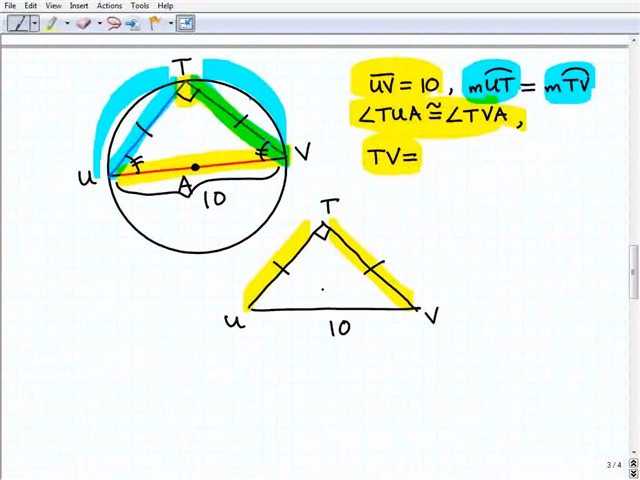 File Edit View Insert Actions Tools Help
T
U
V
A
10
UV = 10, mUT = mTV
∠TUA ≅ ∠TVA,
TV =
T
U
V
10
3 / 4